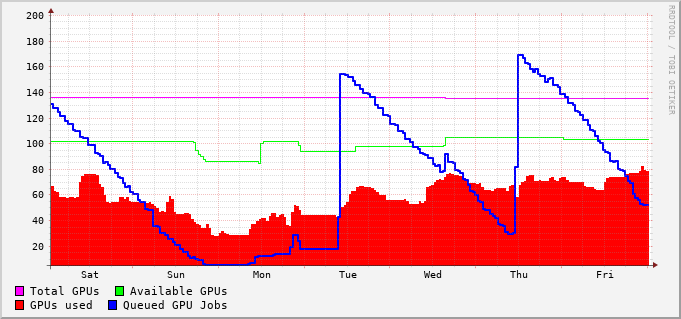 200
180
160
140
120
100
80
60
40
20
Sat Sun Mon Tue Wed Thu Fri
Total GPUs Available GPUs
GPUs used Queued GPU Jobs
RRDTOOL / TOBI OETIKER